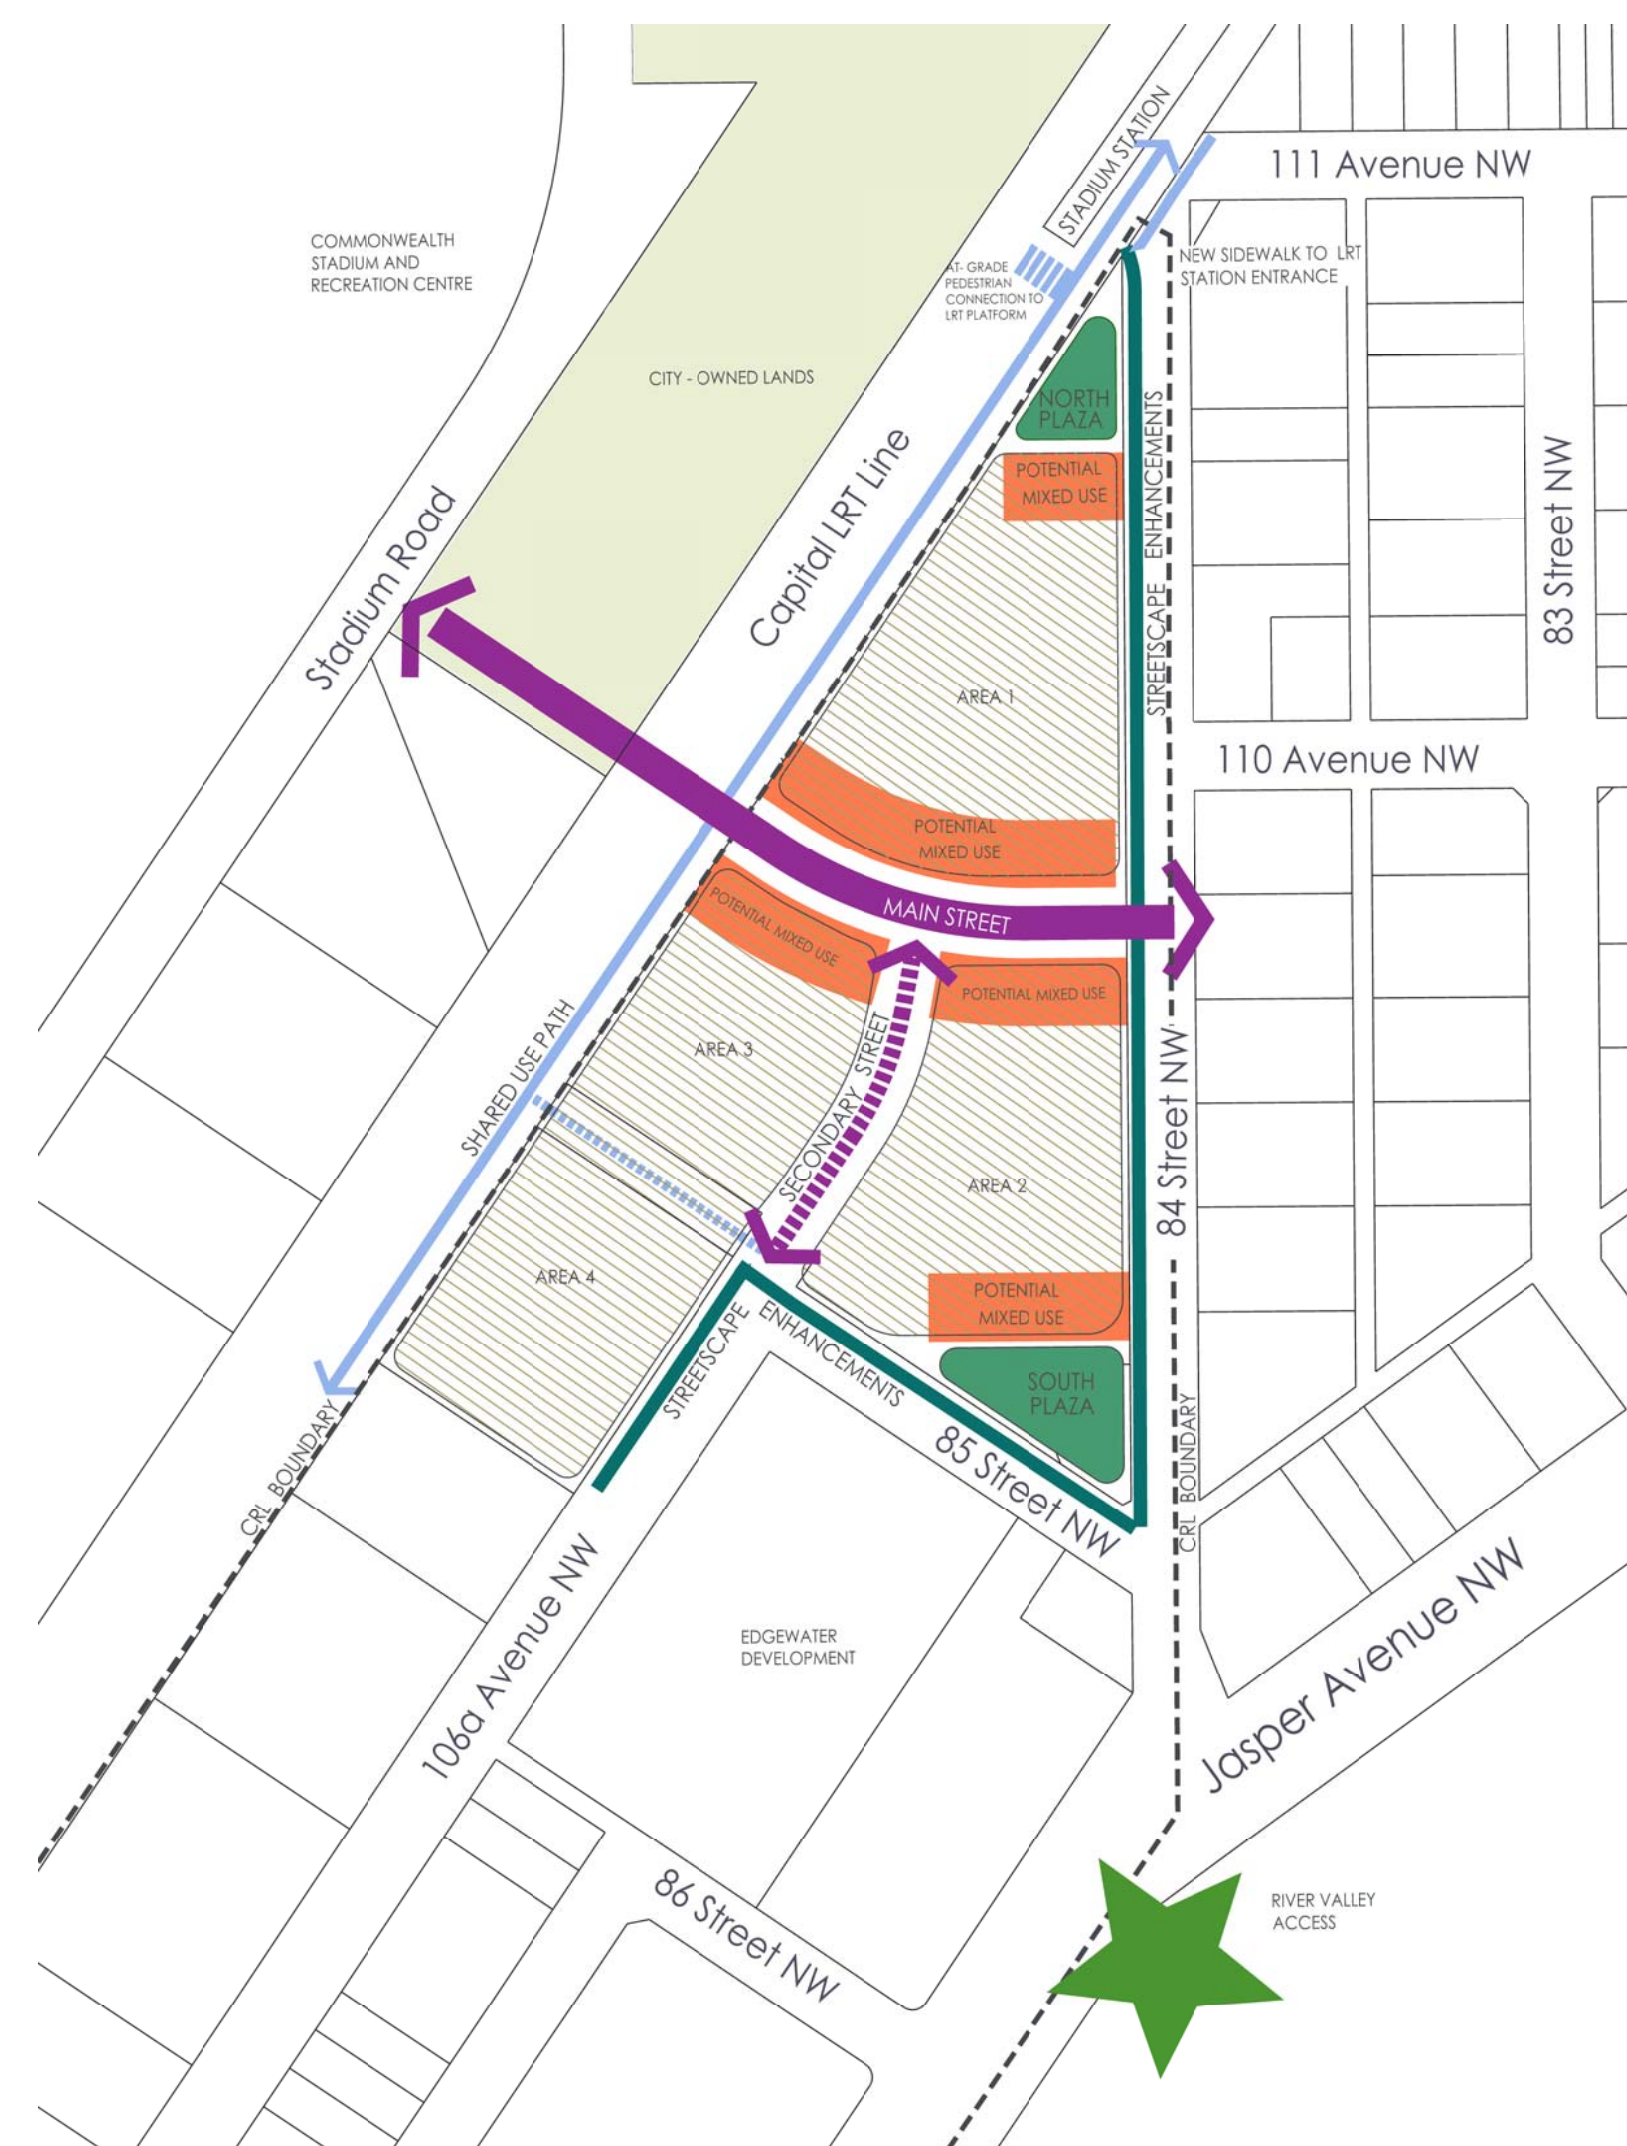 STADIUM STATION
111 Avenue NW
COMMONWEALTH
STADIUM AND
RECREATION CENTRE
AT- GRADE
PEDESTRIAN
CONNECTION TO
LRT PLATFORM
NEW SIDEWALK TO LRT
STATION ENTRANCE
CITY - OWNED LANDS
NORTH
PLAZA
STREETSCAPE ENHANCEMENTS
POTENTIAL
MIXED USE
Capital LRT Line
Stadium Road
83 Street NW
AREA 1
110 Avenue NW
POTENTIAL
MIXED USE
MAIN STREET
POTENTIAL MIXED USE
POTENTIAL MIXED USE
AREA 3
SECONDARY STREET
SHARED USE PATH
84 Street NW
AREA 2
AREA 4
POTENTIAL
MIXED USE
STREETSCAPE
ENHANCEMENTS
SOUTH
PLAZA
85 Street NW
CRL BOUNDARY
CRL BOUNDARY
106a Avenue NW
EDGEWATER
DEVELOPMENT
Jasper Avenue NW
86 Street NW
RIVER VALLEY
ACCESS